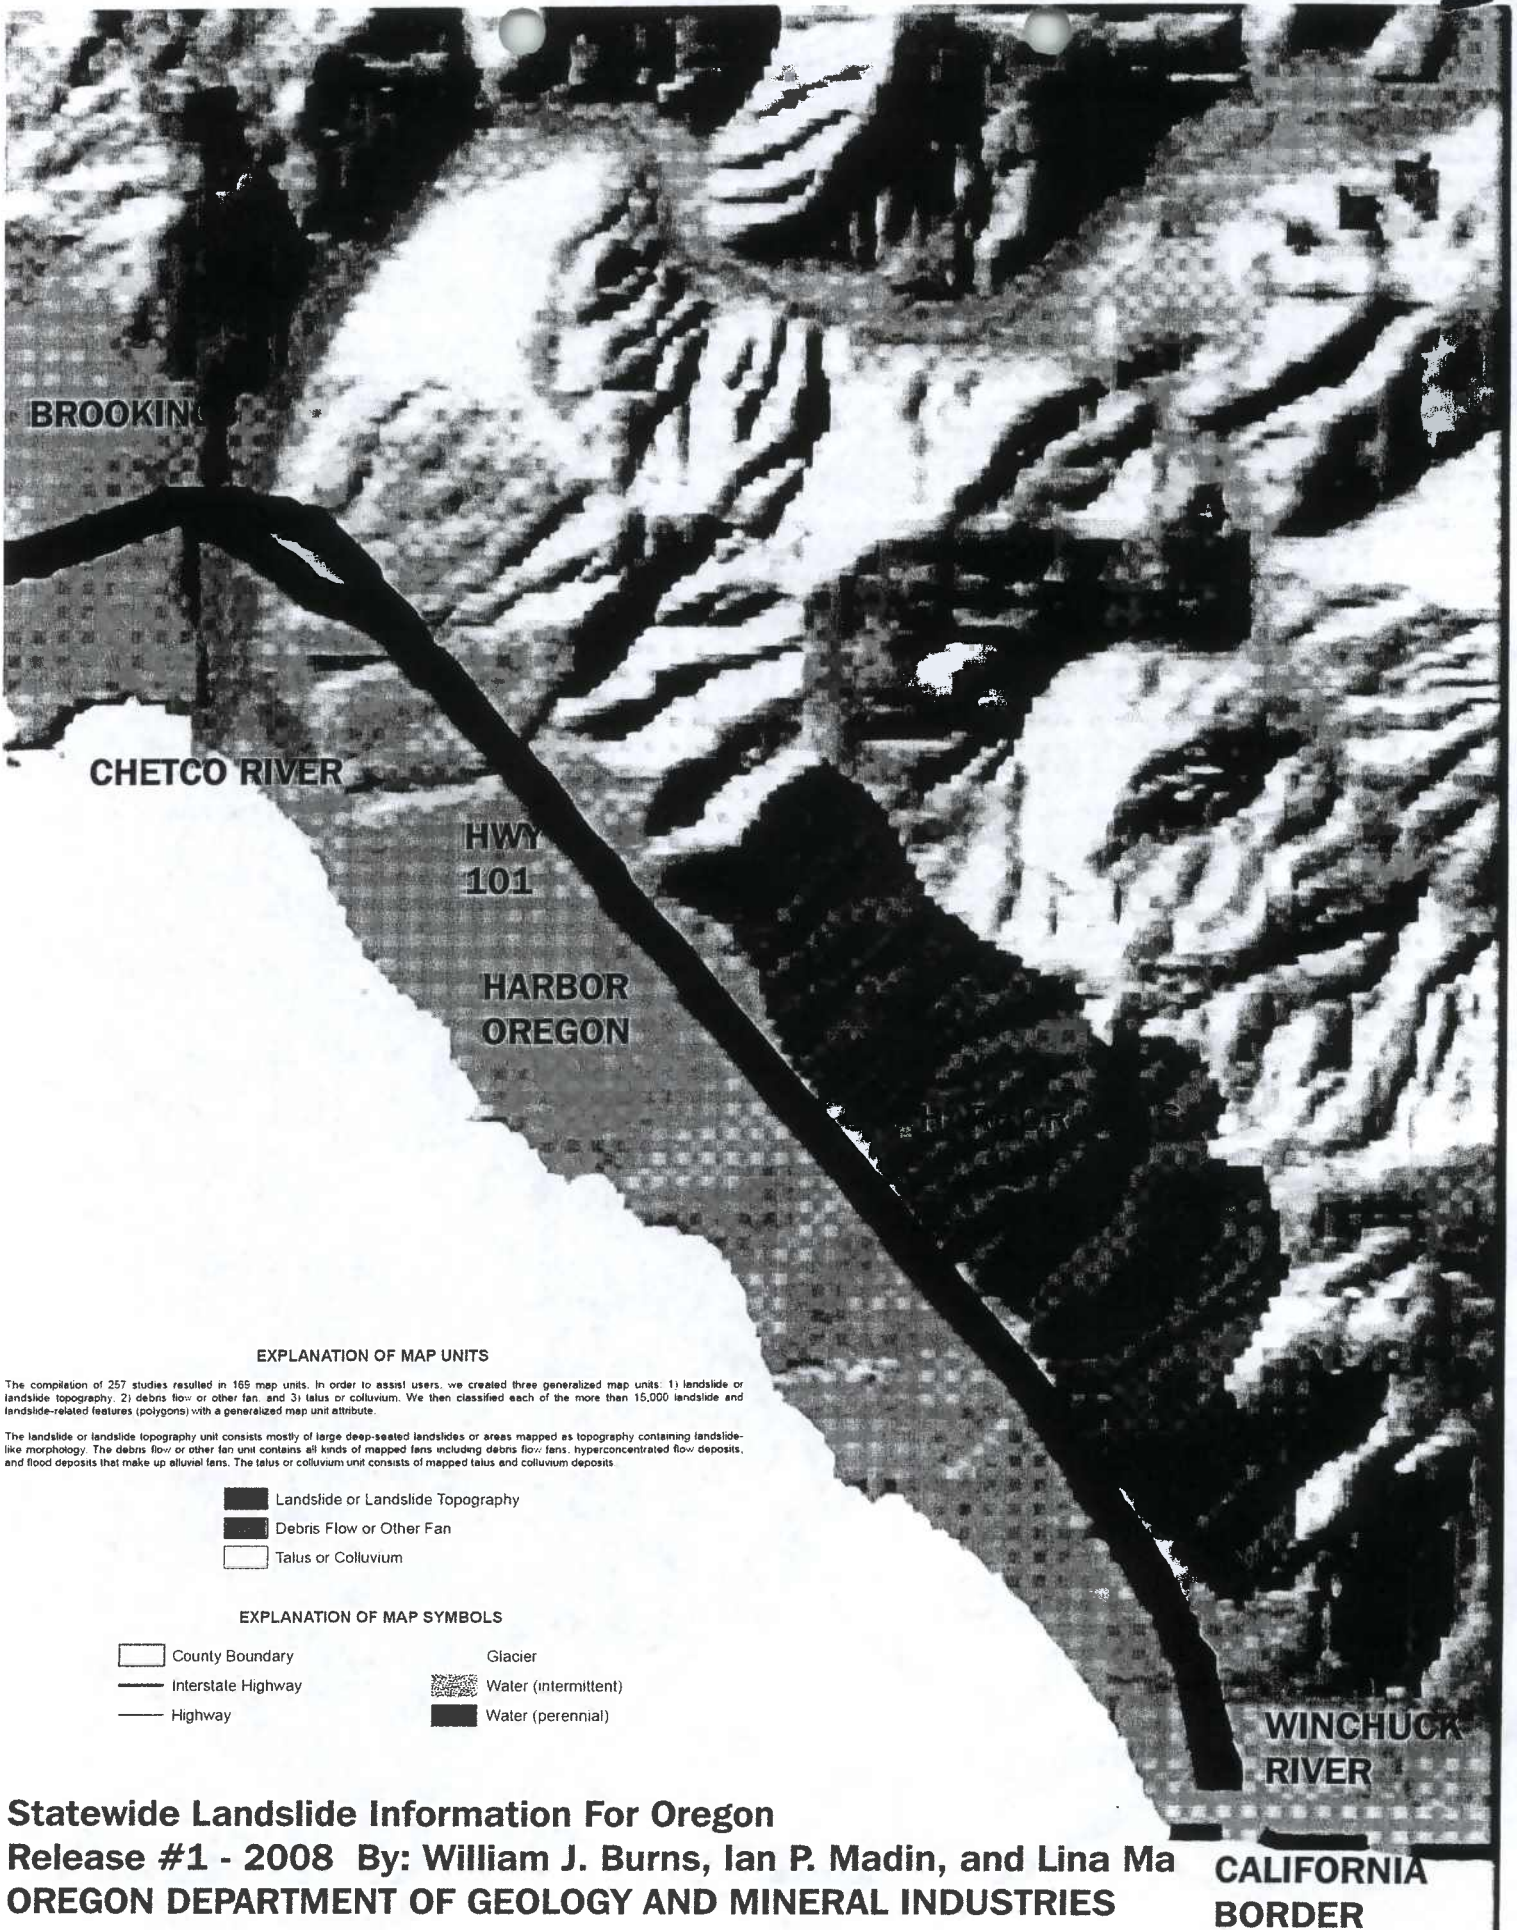 BROOKIN
CHETCO RIVER
HWY
101
HARBOR
OREGON
EXPLANATION OF MAP UNITS
The compilation of 257 studies resulted in 169 map units. In order to assist users, we created three generalized map units: 1) landslide or
landslide topography, 2) debris flow or other fan, and 3) talus or colluvium. We then classified each of the more than 15,000 landslide and
landslide-related features (polygons) with a generalized map unit attribute.
The landslide or landslide topography unit consists mostly of large deep-seated landslides or areas mapped as topography containing landslide-
like morphology. The debris flow or other fan unit contains all kinds of mapped fans including debris flow fans, hyperconcentrated flow deposits,
and flood deposits that make up alluvial fans. The talus or colluvium unit consists of mapped talus and colluvium deposits.
Landslide or Landslide Topography
Debris Flow or Other Fan
Talus or Colluvium
EXPLANATION OF MAP SYMBOLS
County Boundary
Interstate Highway
Highway
Glacier
Water (intermittent)
Water (perennial)
WINCHUCK
RIVER
Statewide Landslide Information For Oregon
Release #1 - 2008 By: William J. Burns, Ian P. Madin, and Lina Ma
OREGON DEPARTMENT OF GEOLOGY AND MINERAL INDUSTRIES
CALIFORNIA
BORDER